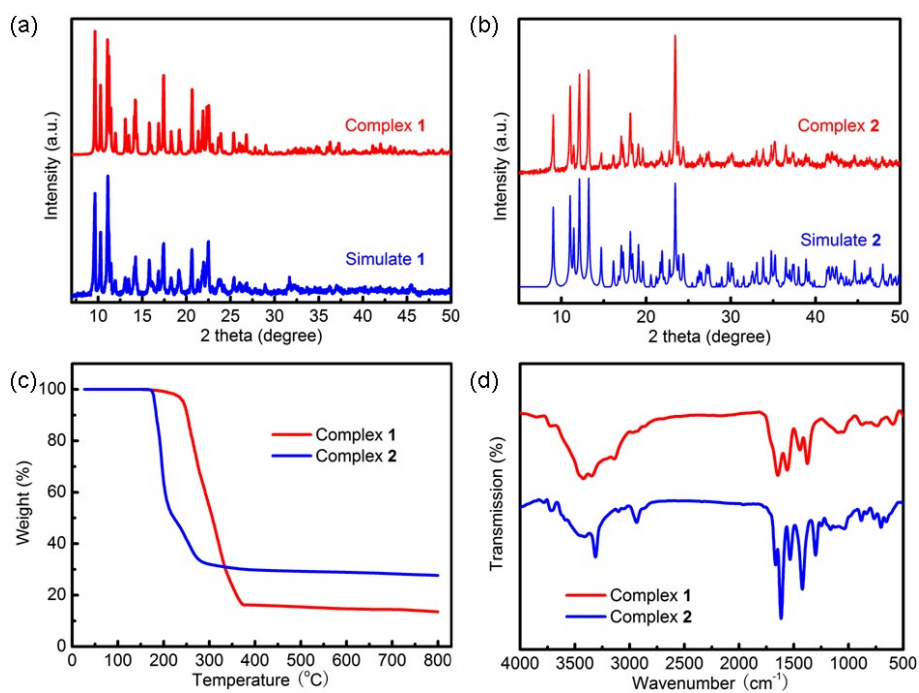 (a)
Intensity (a.u.)
Complex 1
Simulate 1
10 15 20 25 30 35 40 45 50
2 theta (degree)
(b)
Intensity (a.u.)
Complex 2
Simulate 2
10 20 30 40 50
2 theta (degree)
(c)
Weight (%)
100
80
60
40
20
0
Complex 1
Complex 2
0 100 200 300 400 500 600 700 800
Temperature (°C)
(d)
Transmission (%)
Complex 1
Complex 2
4000 3500 3000 2500 2000 1500 1000 500
Wavenumber (cm⁻¹)